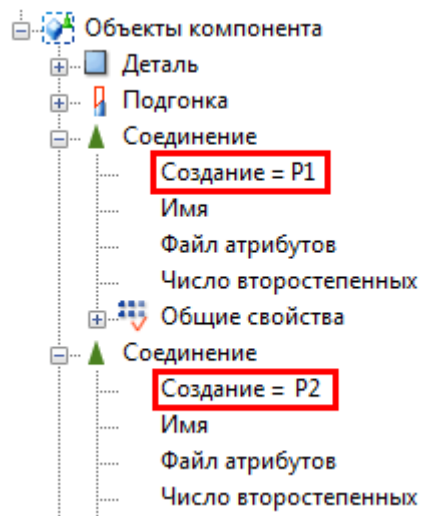 Объекты компонента
Деталь
Подгонка
Соединение
Создание = P1
Имя
Файл атрибутов
Число второстепенных
Общие свойства
Соединение
Создание = P2
Имя
Файл атрибутов
Число второстепенных